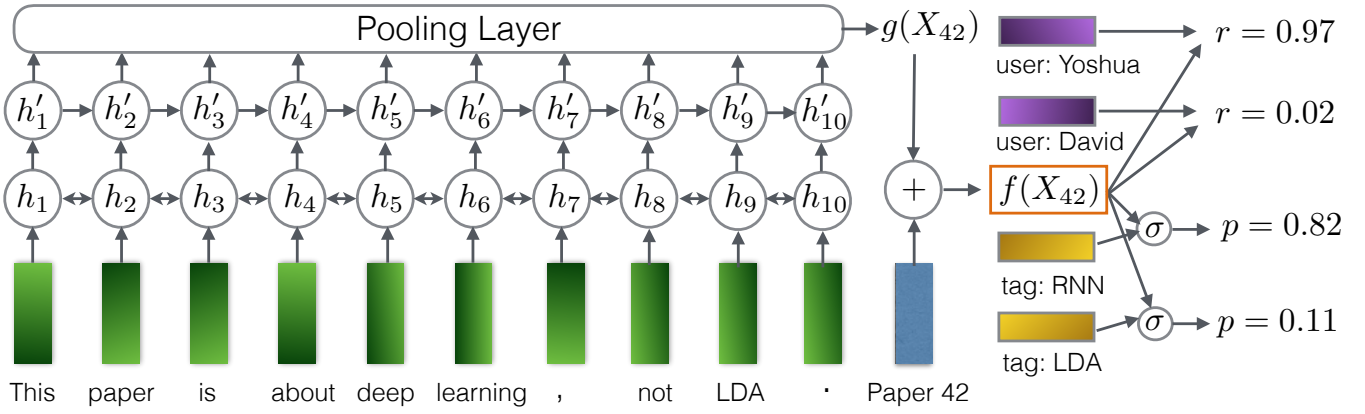 Pooling Layer
g(X₄₂)
r = 0.97
user: Yoshua
h′₁ h′₂ h′₃ h′₄ h′₅ h′₆ h′₇ h′₈ h′₉ h′₁₀
r = 0.02
user: David
h₁ h₂ h₃ h₄ h₅ h₆ h₇ h₈ h₉ h₁₀
+
f(X₄₂)
σ
p = 0.82
tag: RNN
σ
p = 0.11
tag: LDA
This paper is about deep learning , not LDA . Paper 42